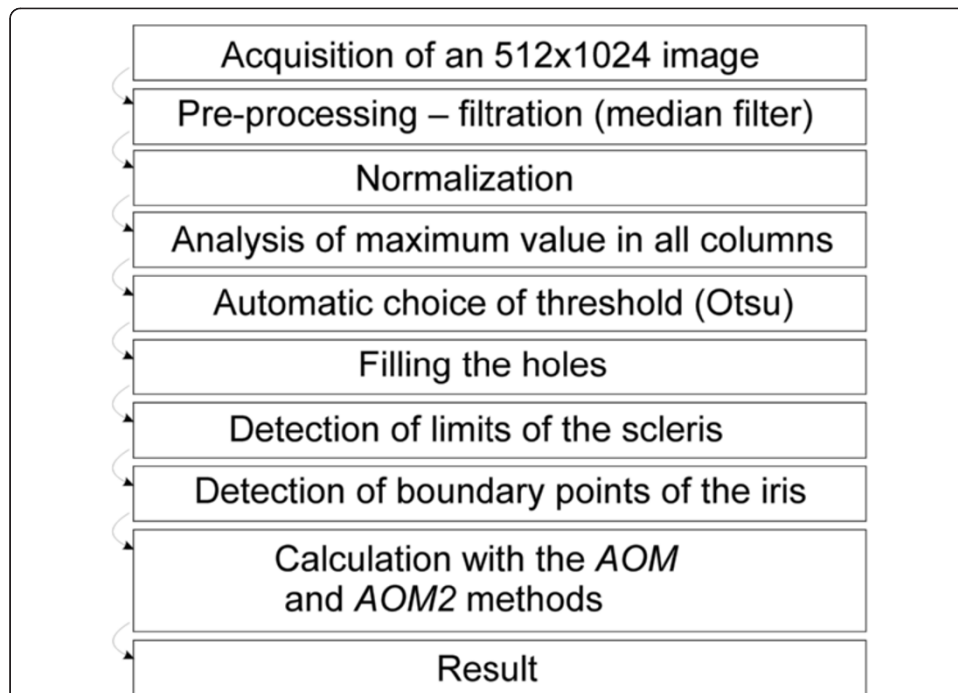 Acquisition of an 512x1024 image
Pre-processing – filtration (median filter)
Normalization
Analysis of maximum value in all columns
Automatic choice of threshold (Otsu)
Filling the holes
Detection of limits of the scleris
Detection of boundary points of the iris
Calculation with the AOM
and AOM2 methods
Result